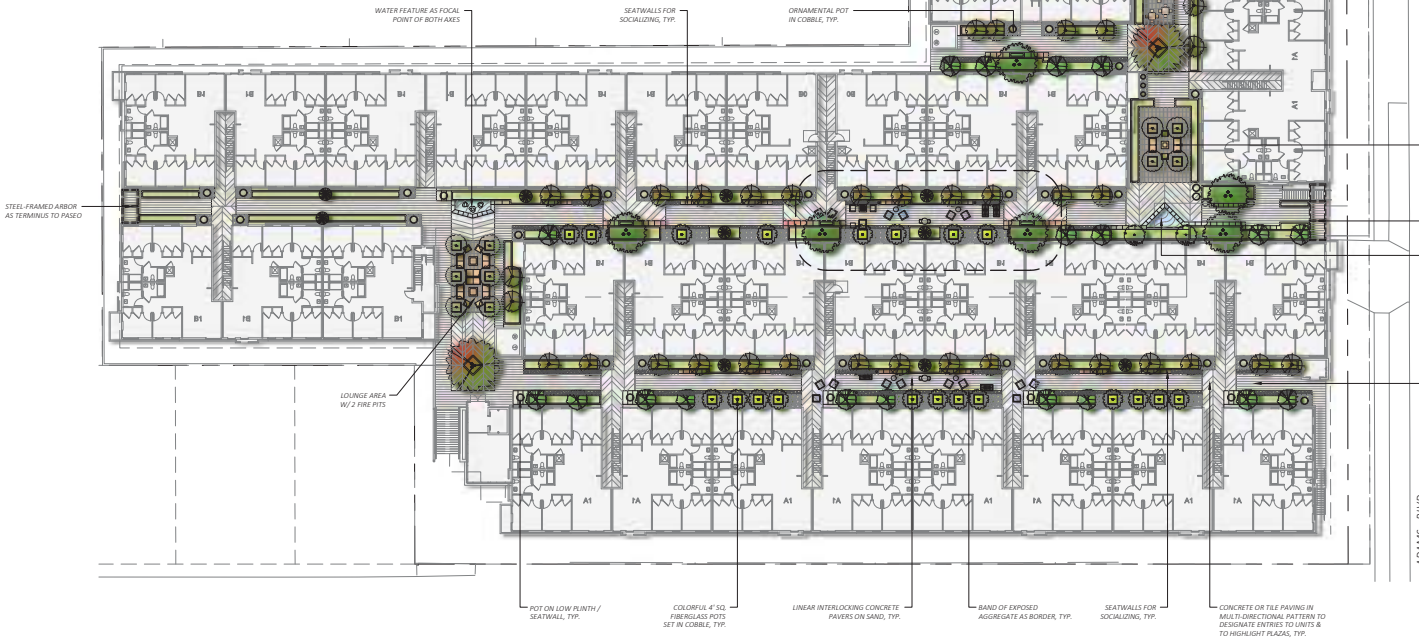 WATER FEATURE AS FOCAL
POINT OF BOTH AXES
SEATWALLS FOR
SOCIALIZING, TYP.
ORNAMENTAL POT
IN COBBLE, TYP.
STEEL-FRAMED ARBOR
AS TERMINUS TO PASEO
LOUNGE AREA
W/ 2 FIRE PITS
B1
B1
B1
A1
A1
A1
A1
A1
A1
A1
A1
POT ON LOW PLINTH /
SEATWALL, TYP.
COLORFUL 4' SQ.
FIBERGLASS POTS
SET IN COBBLE, TYP.
LINEAR INTERLOCKING CONCRETE
PAVERS ON SAND, TYP.
BAND OF EXPOSED
AGGREGATE AS BORDER, TYP.
SEATWALLS FOR
SOCIALIZING, TYP.
CONCRETE OR TILE PAVING IN
MULTI-DIRECTIONAL PATTERN TO
DESIGNATE ENTRIES TO UNITS &
TO HIGHLIGHT PLAZAS, TYP.